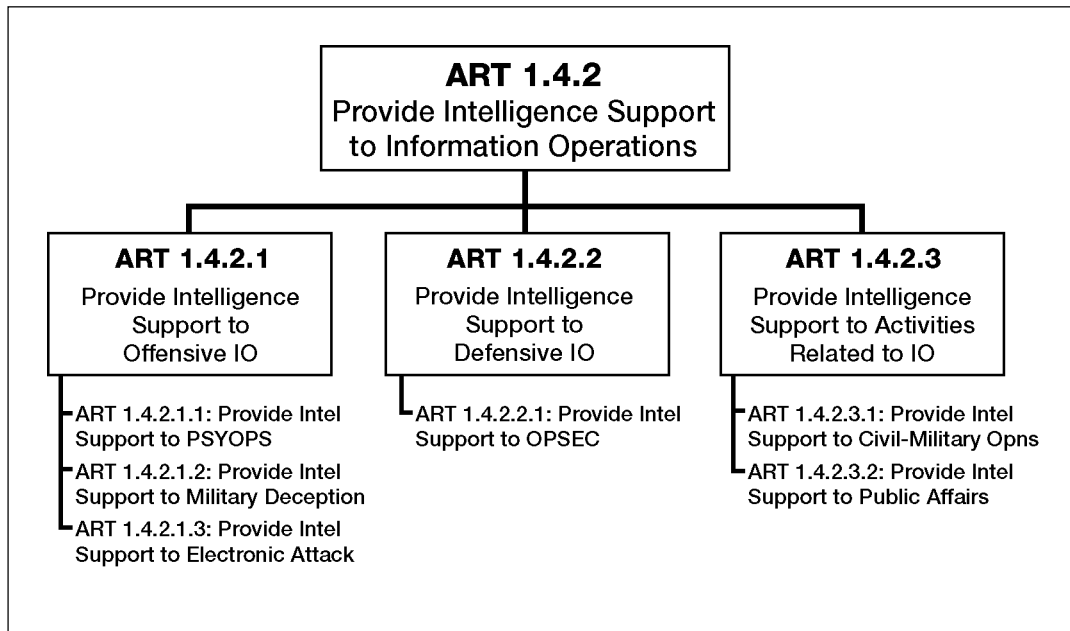 ART 1.4.2
Provide Intelligence Support
to Information Operations
ART 1.4.2.1
Provide Intelligence
Support to
Offensive IO
ART 1.4.2.1.1: Provide Intel
Support to PSYOPS
ART 1.4.2.1.2: Provide Intel
Support to Military Deception
ART 1.4.2.1.3: Provide Intel
Support to Electronic Attack
ART 1.4.2.2
Provide Intelligence
Support to
Defensive IO
ART 1.4.2.2.1: Provide Intel
Support to OPSEC
ART 1.4.2.3
Provide Intelligence
Support to Activities
Related to IO
ART 1.4.2.3.1: Provide Intel
Support to Civil-Military Opns
ART 1.4.2.3.2: Provide Intel
Support to Public Affairs